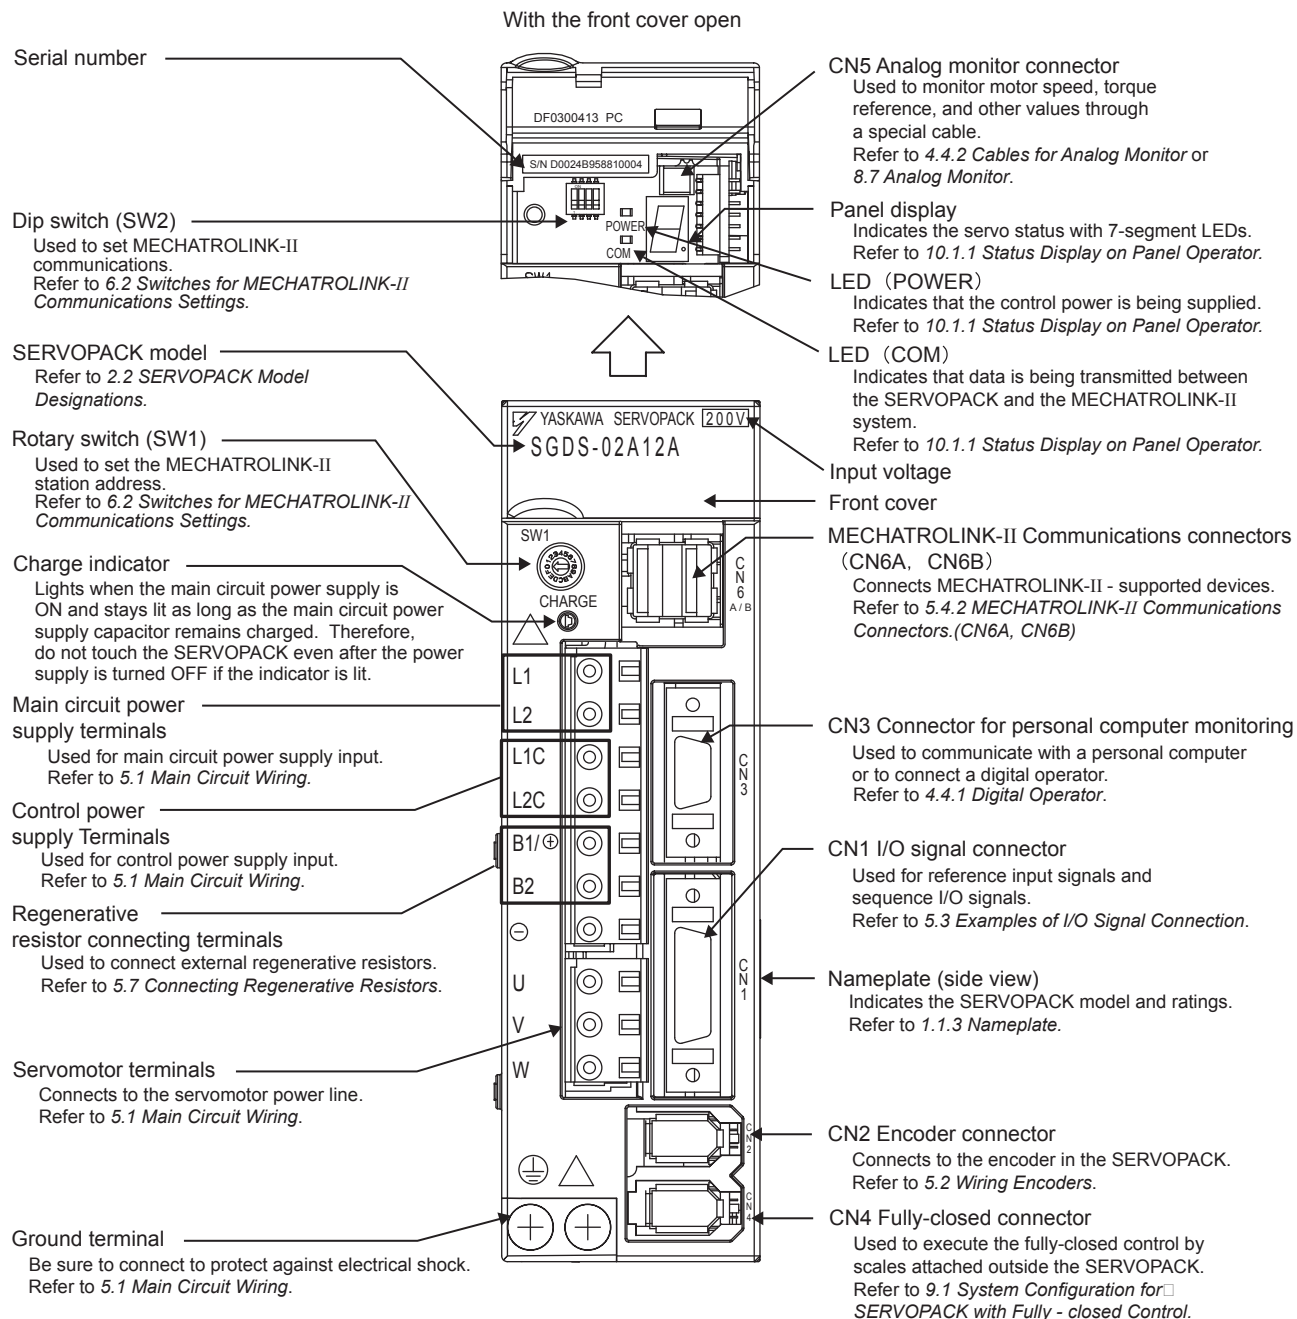 With the front cover open
Serial number
Dip switch (SW2)
Used to set MECHATROLINK-II
communications.
Refer to 6.2 Switches for MECHATROLINK-II
Communications Settings.
SERVOPACK model
Refer to 2.2 SERVOPACK Model
Designations.
Rotary switch (SW1)
Used to set the MECHATROLINK-II
station address.
Refer to 6.2 Switches for MECHATROLINK-II
Communications Settings.
Charge indicator
Lights when the main circuit power supply is
ON and stays lit as long as the main circuit power
supply capacitor remains charged. Therefore,
do not touch the SERVOPACK even after the power
supply is turned OFF if the indicator is lit.
Main circuit power
supply terminals
Used for main circuit power supply input.
Refer to 5.1 Main Circuit Wiring.
Control power
supply Terminals
Used for control power supply input.
Refer to 5.1 Main Circuit Wiring.
Regenerative
resistor connecting terminals
Used to connect external regenerative resistors.
Refer to 5.7 Connecting Regenerative Resistors.
Servomotor terminals
Connects to the servomotor power line.
Refer to 5.1 Main Circuit Wiring.
Ground terminal
Be sure to connect to protect against electrical shock.
Refer to 5.1 Main Circuit Wiring.
DF0300413 PC
S/N D0024B958810004
POWER
COM
SW1
YASKAWA SERVOPACK 200V
SGDS-02A12A
SW1
CHARGE
CN6
A/B
L1
L2
L1C
L2C
B1/⊕
B2
⊖
U
V
W
CN3
CN1
CN2
CN4
CN5 Analog monitor connector
Used to monitor motor speed, torque
reference, and other values through
a special cable.
Refer to 4.4.2 Cables for Analog Monitor or
8.7 Analog Monitor.
Panel display
Indicates the servo status with 7-segment LEDs.
Refer to 10.1.1 Status Display on Panel Operator.
LED（POWER）
Indicates that the control power is being supplied.
Refer to 10.1.1 Status Display on Panel Operator.
LED（COM）
Indicates that data is being transmitted between
the SERVOPACK and the MECHATROLINK-II
system.
Refer to 10.1.1 Status Display on Panel Operator.
Input voltage
Front cover
MECHATROLINK-II Communications connectors
（CN6A, CN6B）
Connects MECHATROLINK-II - supported devices.
Refer to 5.4.2 MECHATROLINK-II Communications
Connectors.(CN6A, CN6B)
CN3 Connector for personal computer monitoring
Used to communicate with a personal computer
or to connect a digital operator.
Refer to 4.4.1 Digital Operator.
CN1 I/O signal connector
Used for reference input signals and
sequence I/O signals.
Refer to 5.3 Examples of I/O Signal Connection.
Nameplate (side view)
Indicates the SERVOPACK model and ratings.
Refer to 1.1.3 Nameplate.
CN2 Encoder connector
Connects to the encoder in the SERVOPACK.
Refer to 5.2 Wiring Encoders.
CN4 Fully-closed connector
Used to execute the fully-closed control by
scales attached outside the SERVOPACK.
Refer to 9.1 System Configuration for□
SERVOPACK with Fully - closed Control.